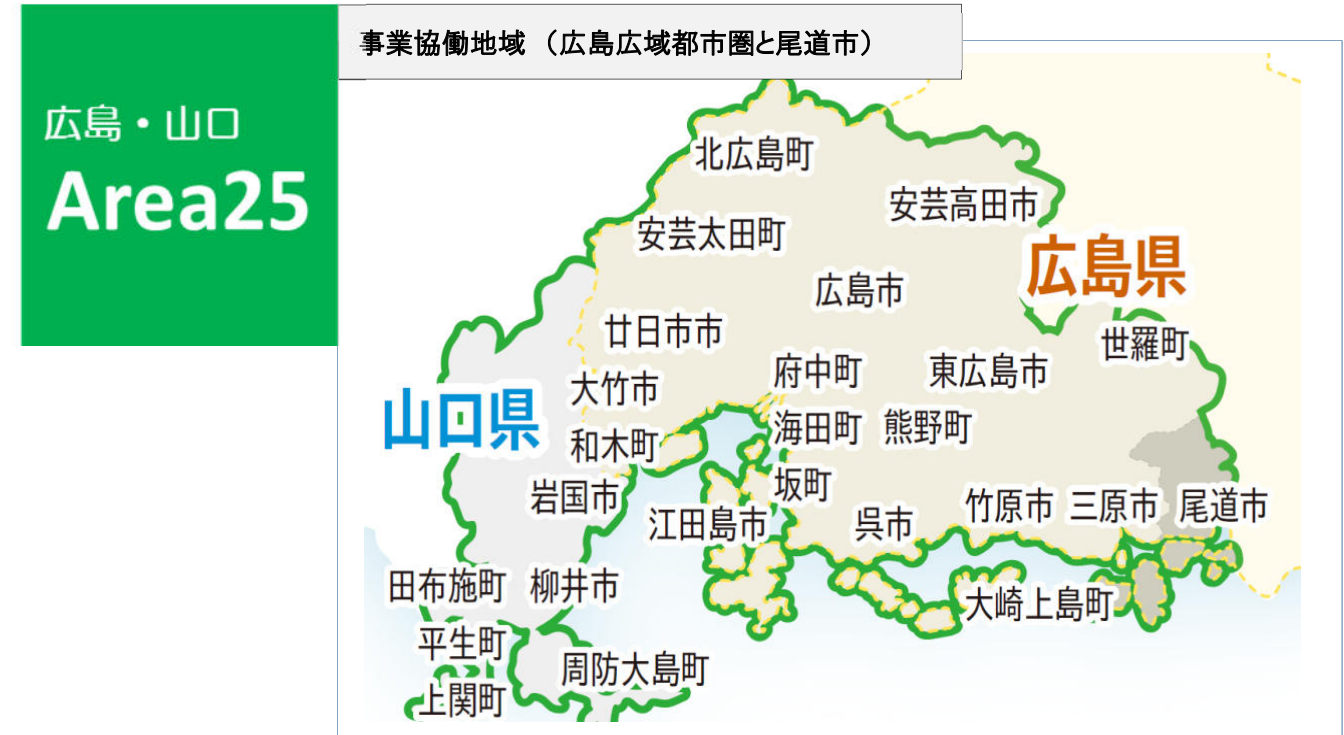 事業協働地域 (広島広域都市圏と尾道市)
広島・山口
Area25
北広島町
安芸高田市
安芸太田町
広島県
広島市
廿日市市
世羅町
府中町
東広島市
大竹市
山口県
海田町
熊野町
和木町
坂町
岩国市
竹原市
三原市
尾道市
江田島市
呉市
田布施町
柳井市
大崎上島町
平生町
周防大島町
上関町